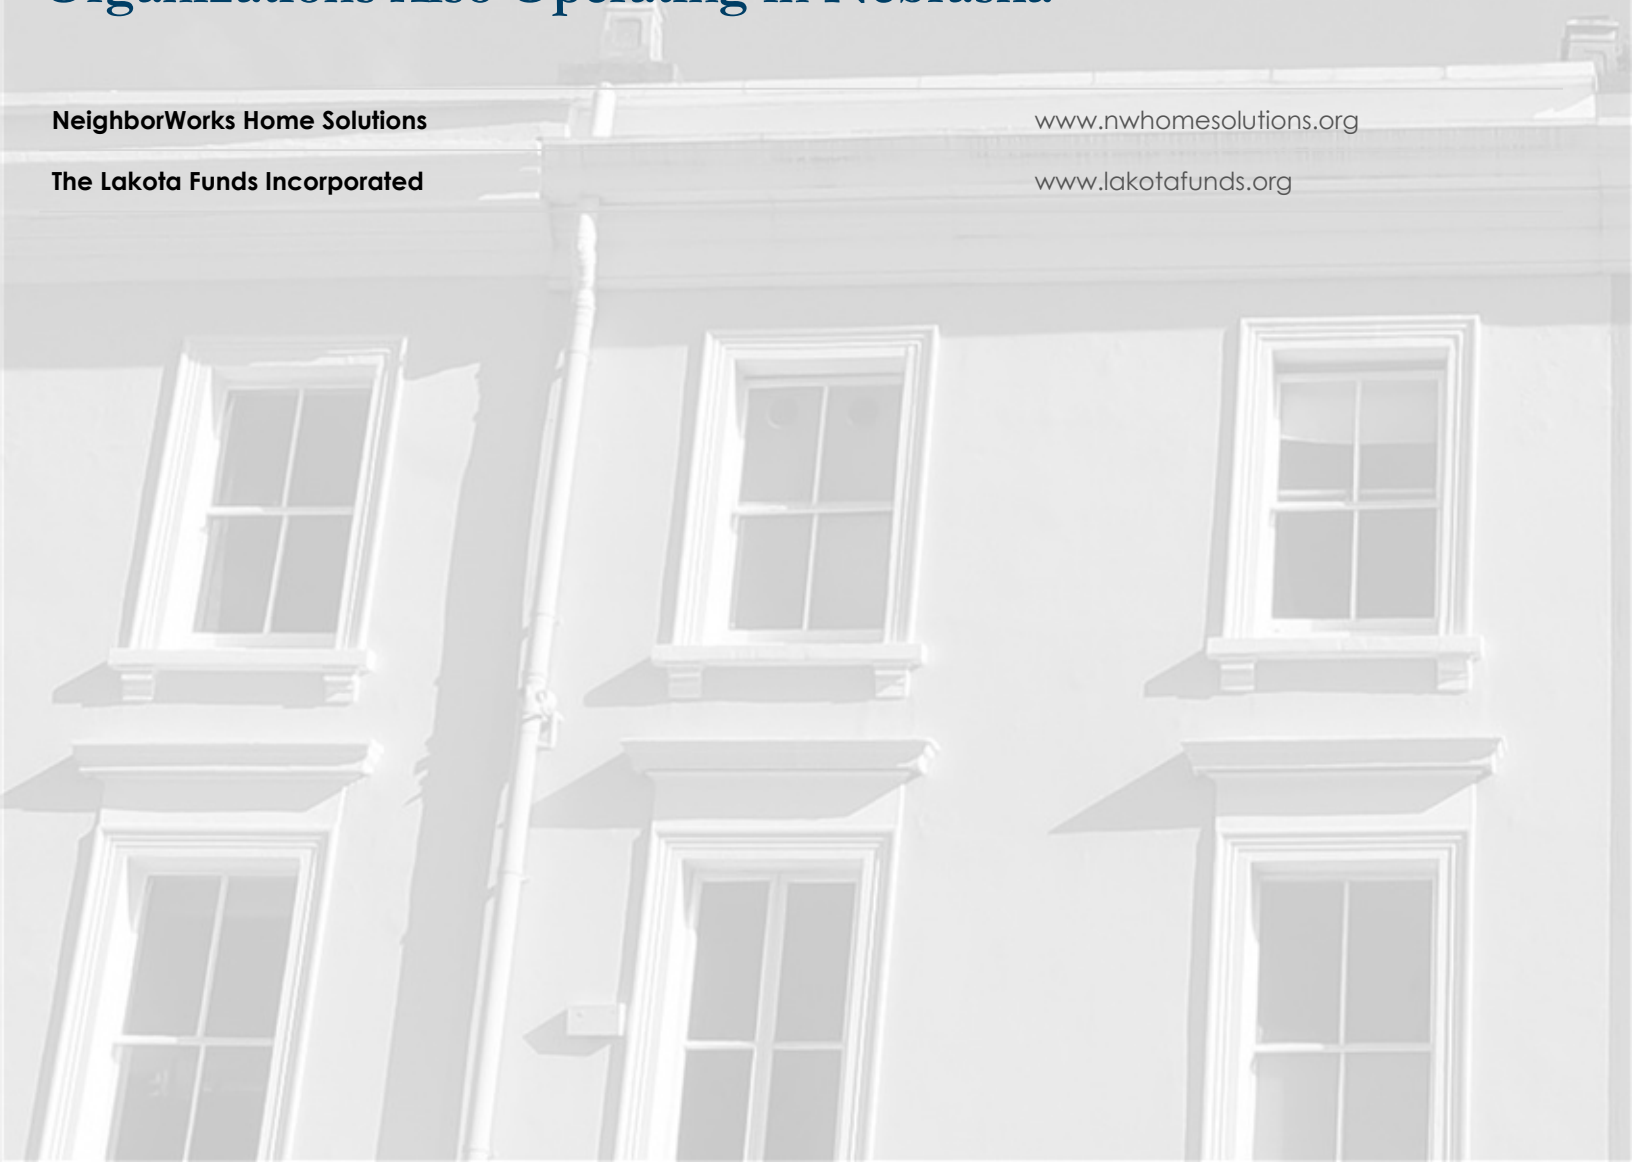 Organizations Also Operating in Nebraska
NeighborWorks Home Solutions www.nwhomesolutions.org
The Lakota Funds Incorporated www.lakotafunds.org